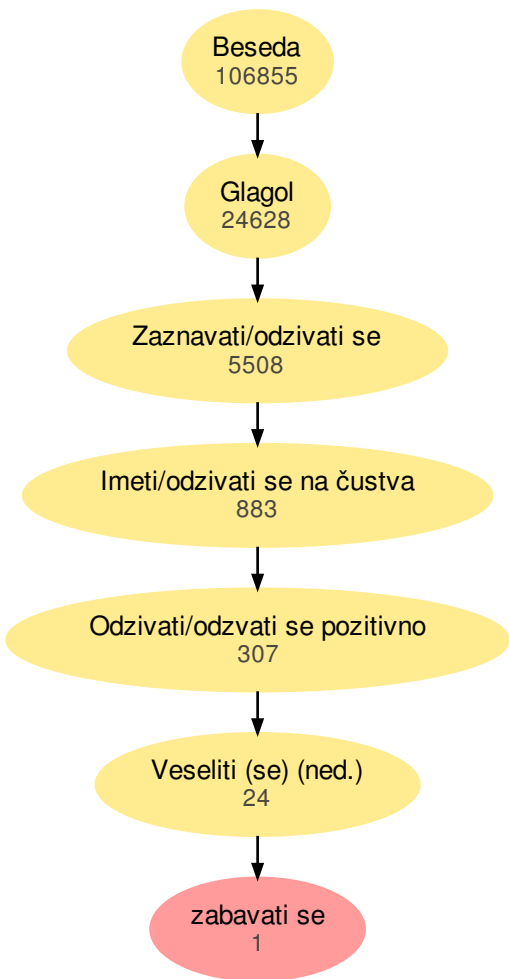 Beseda
106855
Glagol
24628
Zaznavati/odzivati se
5508
Imeti/odzivati se na čustva
883
Odzivati/odzvati se pozitivno
307
Veseliti (se) (ned.)
24
zabavati se
1